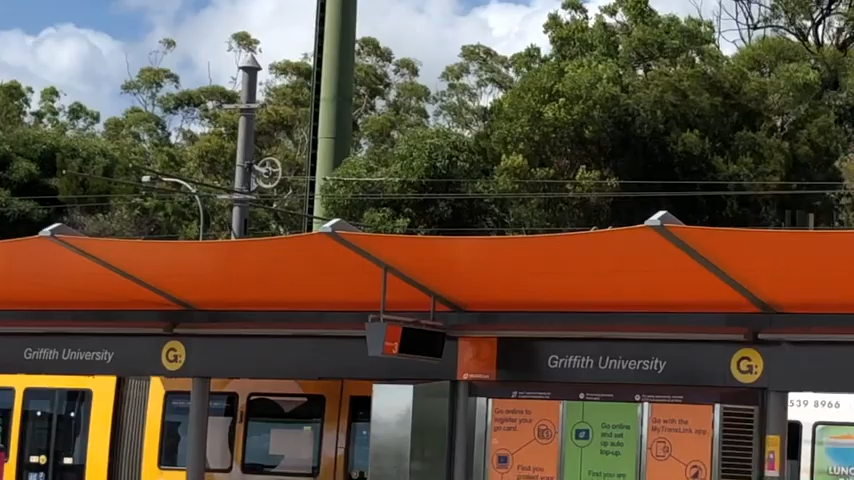 Griffith University
G:
3
Griffith University
G:
539 8966
Go online to
register your
go card.
Go online
and set
up auto
top-up.
Go with the
MyTransLink
app.
Find you
You are
LUNC